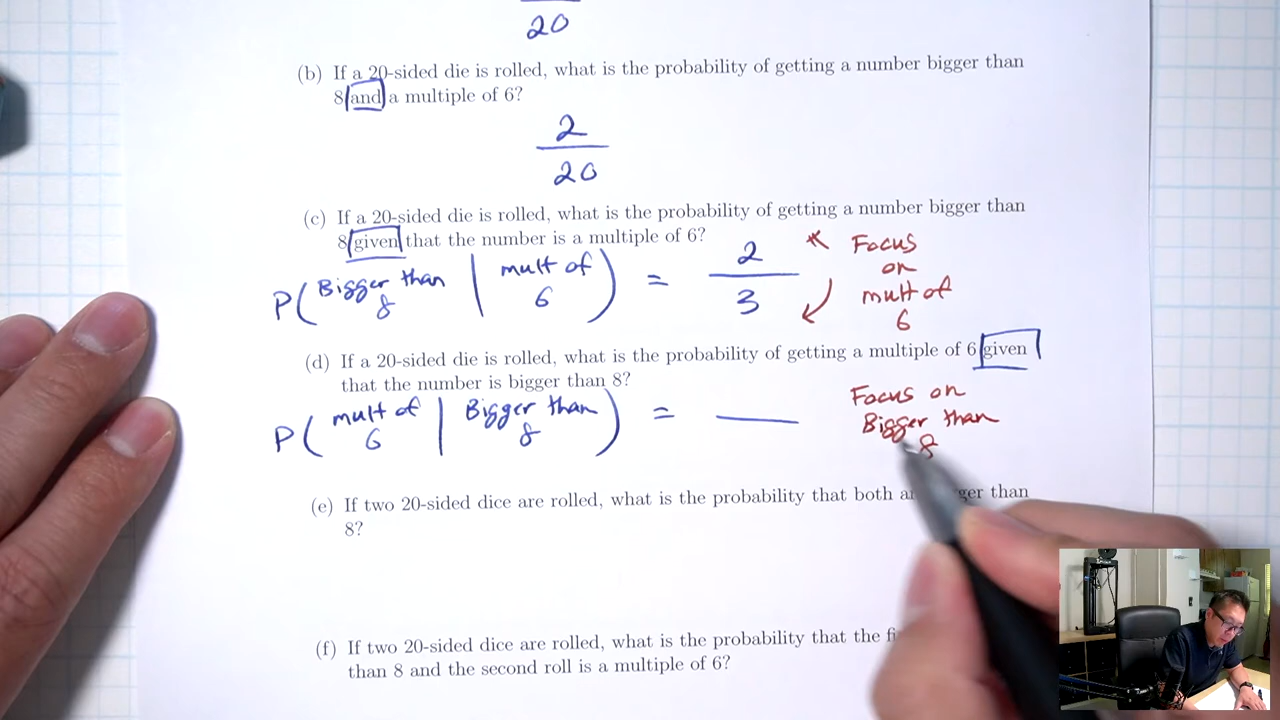 20
(b) If a 20-sided die is rolled, what is the probability of getting a number bigger than
8 and a multiple of 6?
2
20
(c) If a 20-sided die is rolled, what is the probability of getting a number bigger than
8 given that the number is a multiple of 6?
P( Bigger than 8 | mult of 6 ) = 2/3
* Focus
on
mult of
6
(d) If a 20-sided die is rolled, what is the probability of getting a multiple of 6 given
that the number is bigger than 8?
P( mult of 6 | Bigger than 8 ) =
Focus on
Bigger than
8
(e) If two 20-sided dice are rolled, what is the probability that both than
8?
(f) If two 20-sided dice are rolled, what is the probability that the
than 8 and the second roll is a multiple of 6?